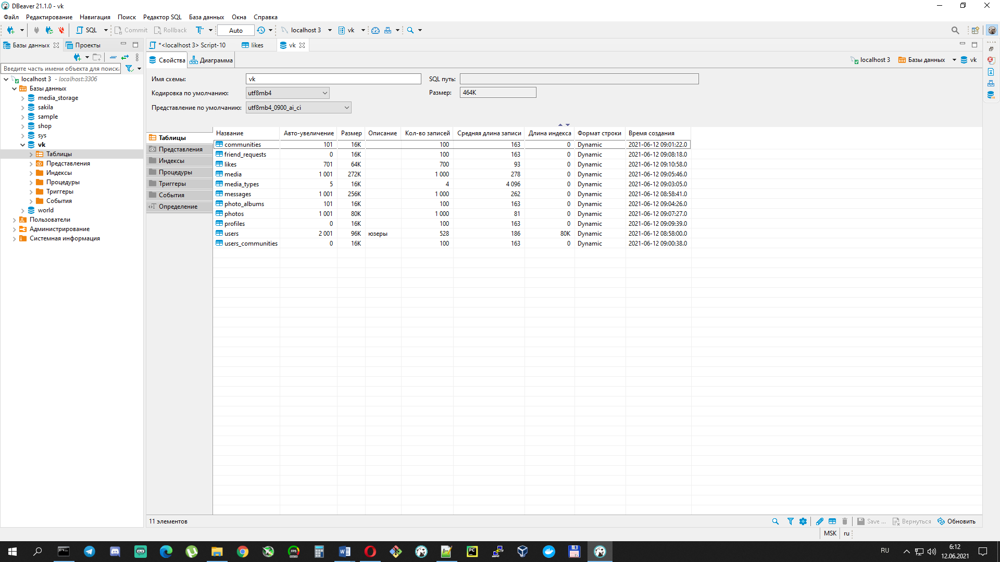 DBeaver 21.1.0 - vk
Файл Редактирование Навигация Поиск Редактор SQL База данных Окна Справка
SQL Commit Rollback Auto localhost 3 vk
Базы данных Проекты
*<localhost 3> Script-10 likes vk
Введите часть имени объекта для поиска
Свойства Диаграмма
localhost 3 Базы данных vk
localhost 3 - localhost:3306
Базы данных
media_storage
sakila
sample
shop
sys
vk
Таблицы
Представления
Индексы
Процедуры
Триггеры
События
world
Пользователи
Администрирование
Системная информация
Имя схемы: vk SQL путь:
Кодировка по умолчанию: utf8mb4 Размер: 464K
Представление по умолчанию: utf8mb4_0900_ai_ci
Таблицы
Представления
Индексы
Процедуры
Триггеры
События
Определение
Название Авто-увеличение Размер Описание Кол-во записей Средняя длина записи Длина индекса Формат строки Время создания
communities 101 16K 100 163 0 Dynamic 2021-06-12 09:01:22.0
friend_requests 0 16K 100 163 0 Dynamic 2021-06-12 09:08:18.0
likes 701 64K 700 93 0 Dynamic 2021-06-12 09:10:58.0
media 1 001 272K 1 000 278 0 Dynamic 2021-06-12 09:05:46.0
media_types 5 16K 4 4 096 0 Dynamic 2021-06-12 09:03:05.0
messages 1 001 256K 1 000 262 0 Dynamic 2021-06-12 08:58:41.0
photo_albums 101 16K 100 163 0 Dynamic 2021-06-12 09:04:26.0
photos 1 001 80K 1 000 81 0 Dynamic 2021-06-12 09:07:27.0
profiles 0 16K 100 163 0 Dynamic 2021-06-12 09:09:39.0
users 2 001 96K юзеры 528 186 80K Dynamic 2021-06-12 08:58:00.0
users_communities 0 16K 100 163 0 Dynamic 2021-06-12 09:00:38.0
11 элементов
Save ... Вернуться Обновить
MSK ru
RU
6:12
12.06.2021